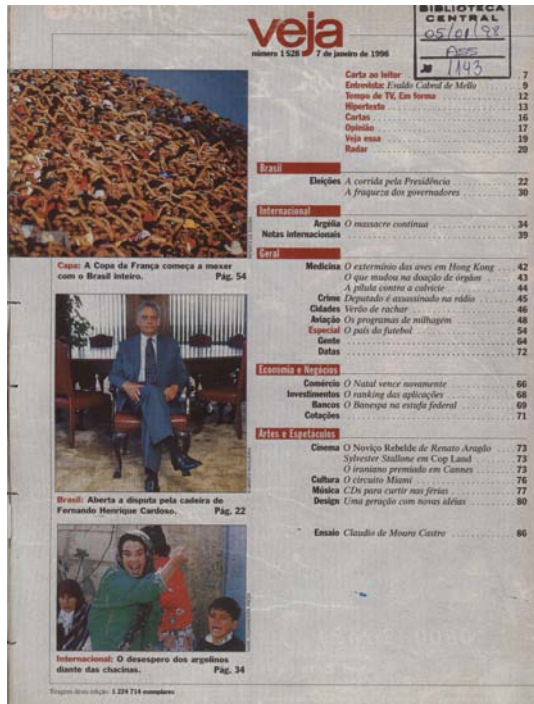 veja
número 1 528 7 de janeiro de 1998
BIBLIOTECA
CENTRAL
05/01/98
ASS
1143
Carta ao leitor 7
Entrevista: Evaldo Cabral de Mello 9
Tempo de TV, Em forma 12
Hipertexto 13
Cartas 16
Opinião 17
Veja essa 19
Radar 20
Brasil
Eleições A corrida pela Presidência 22
A fraqueza dos governadores 30
Internacional
Argélia O massacre continua 34
Notas internacionais 39
Geral
Medicina O extermínio das aves em Hong Kong 42
O que mudou na doação de órgãos 43
A pílula contra a calvície 44
Crime Deputado é assassinado na rádio 45
Cidades Verão de rachar 46
Aviação Os programas de milhagem 48
Especial O país do futebol 54
Gente 64
Datas 72
Economia e Negócios
Comércio O Natal vence novamente 66
Investimentos O ranking das aplicações 68
Bancos O Banespa na estufa federal 69
Cotações 71
Artes e Espetáculos
Cinema O Noviço Rebelde de Renato Aragão 73
Sylvester Stallone em Cop Land 73
O iraniano premiado em Cannes 73
Cultura O circuito Miami 76
Música CDs para curtir nas férias 77
Design Uma geração com novas idéias 80
Ensaio Claudio de Moura Castro 86
Capa: A Copa da França começa a mexer
com o Brasil inteiro. Pág. 54
Brasil: Aberta a disputa pela cadeira de
Fernando Henrique Cardoso. Pág. 22
Internacional: O desespero dos argelinos
diante das chacinas. Pág. 34
Tiragem desta edição: 1 224 714 exemplares